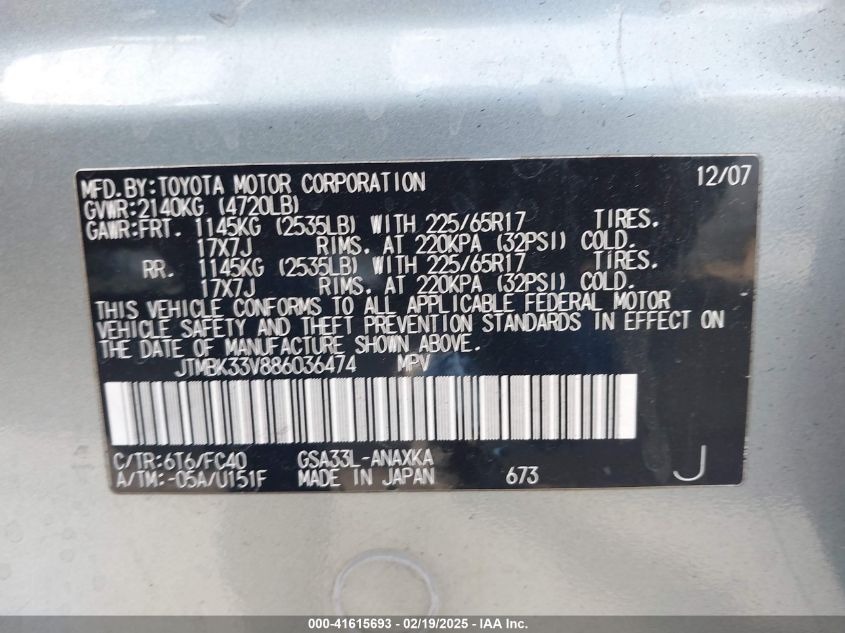 MFD.BY:TOYOTA MOTOR CORPORATION 12/07
GVWR:2140KG (4720LB)
GAWR:FRT. 1145KG (2535LB) WITH 225/65R17 TIRES.
17X7J RIMS. AT 220KPA (32PSI) COLD.
RR. 1145KG (2535LB) WITH 225/65R17 TIRES.
17X7J RIMS. AT 220KPA (32PSI) COLD.
THIS VEHICLE CONFORMS TO ALL APPLICABLE FEDERAL MOTOR
VEHICLE SAFETY AND THEFT PREVENTION STANDARDS IN EFFECT ON
THE DATE OF MANUFACTURE SHOWN ABOVE.
JTMBK33V886036474 MPV
C/TR:6T6/FC40 GSA33L-ANAXKA
A/TM:-05A/U151F MADE IN JAPAN 673 J
000-41615693 - 02/19/2025 - IAA Inc.